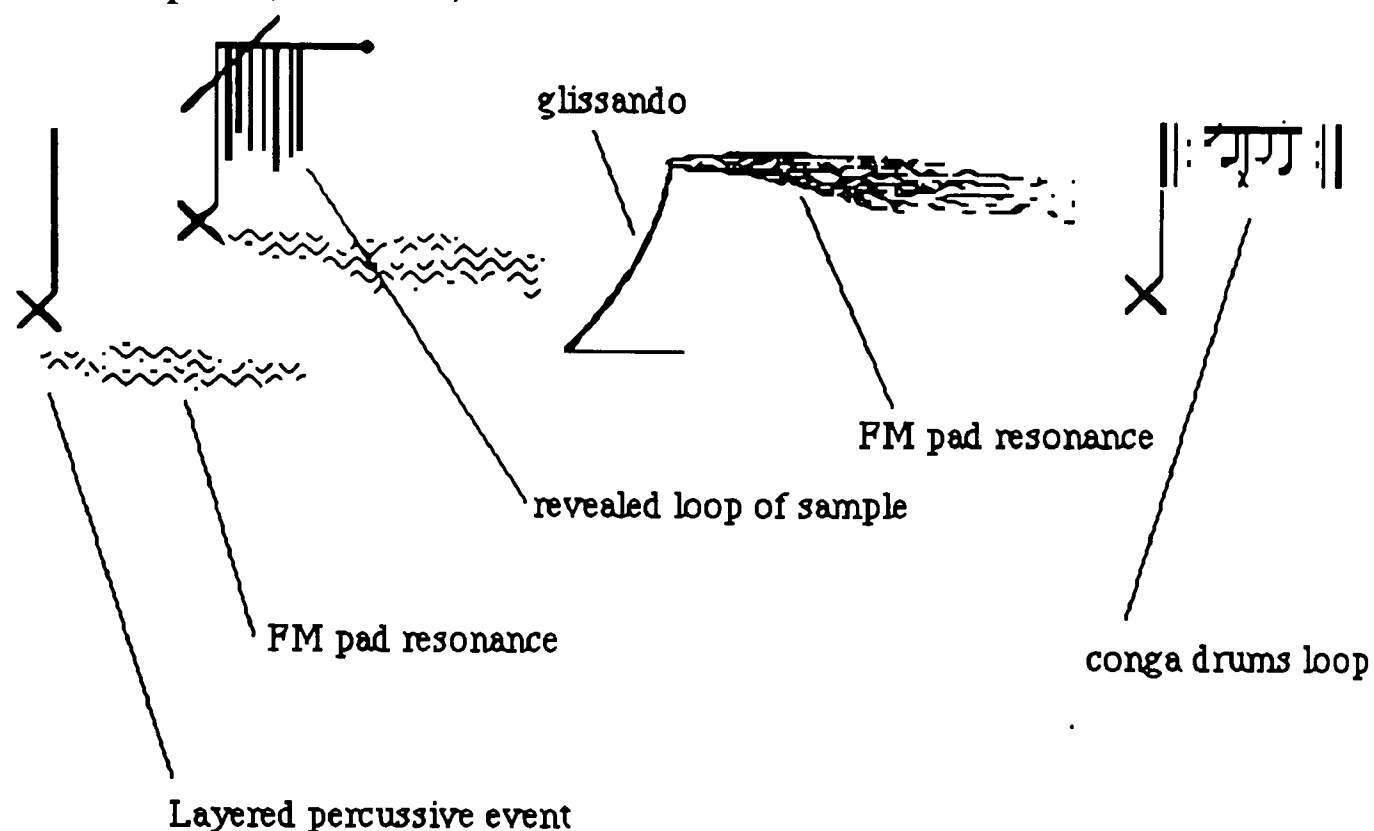 glissando
FM pad resonance
revealed loop of sample
FM pad resonance
conga drums loop
Layered percussive event